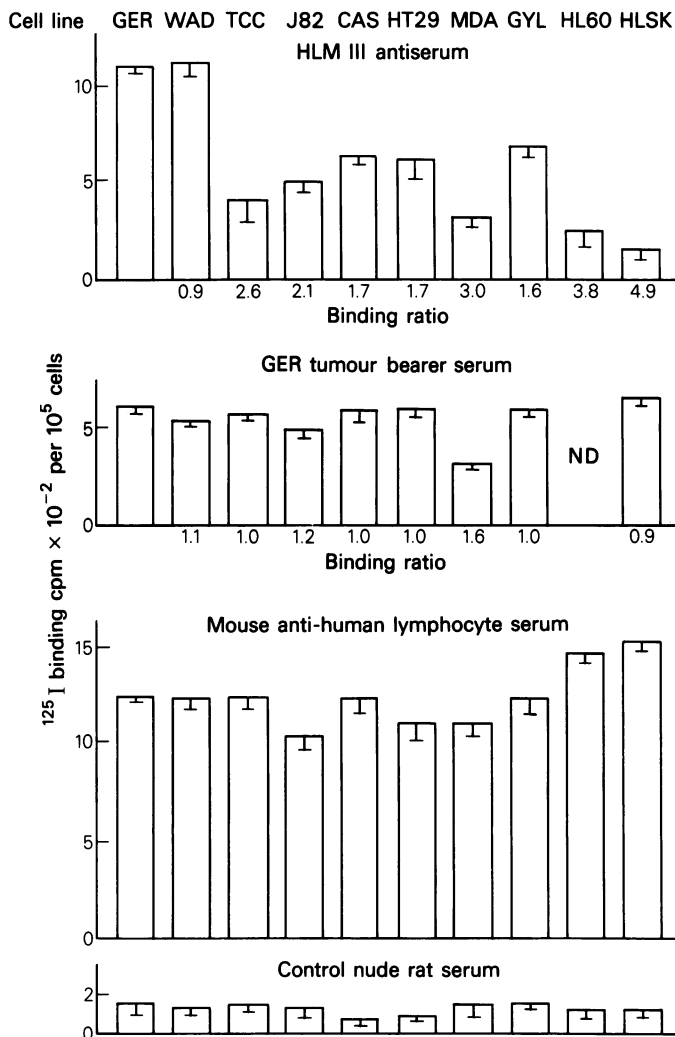 Cell line GER WAD TCC J82 CAS HT29 MDA GYL HL60 HLSK
HLM III antiserum
10
5
0
0.9 2.6 2.1 1.7 1.7 3.0 1.6 3.8 4.9
Binding ratio
GER tumour bearer serum
5
ND
0
1.1 1.0 1.2 1.0 1.0 1.6 1.0 0.9
Binding ratio
¹²⁵I binding cpm × 10⁻² per 10⁵ cells
Mouse anti-human lymphocyte serum
15
10
5
0
Control nude rat serum
2
0